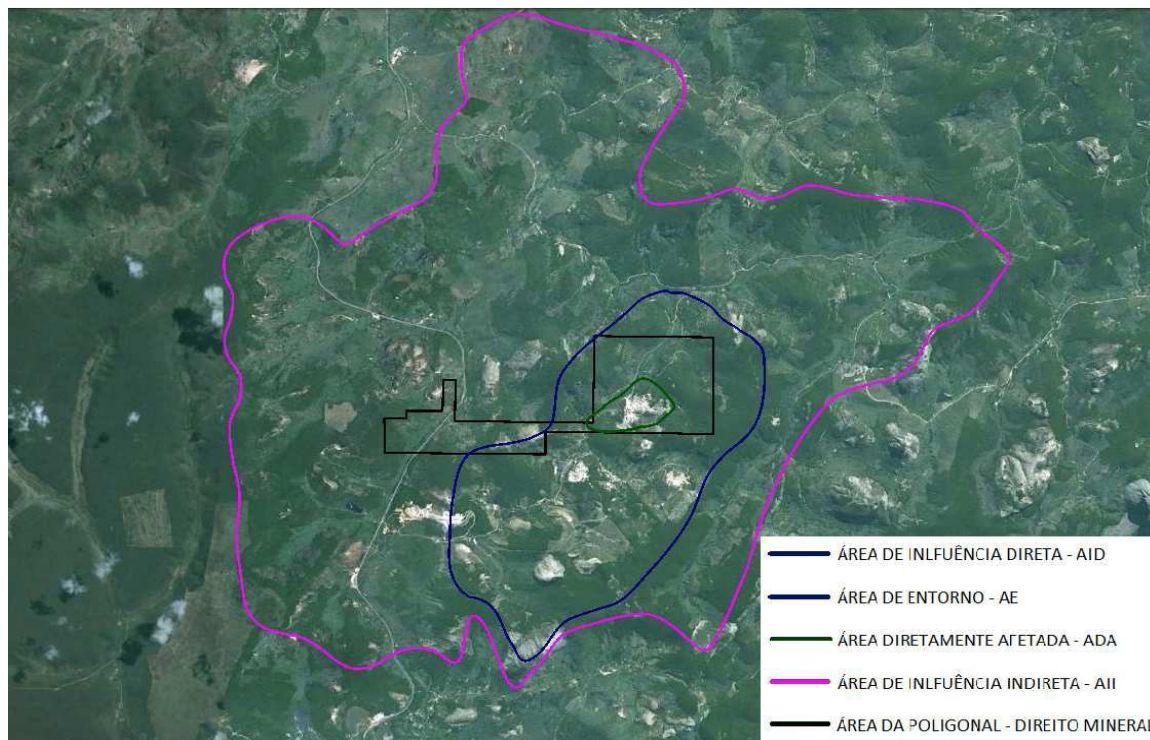 ÁREA DE INLFUÊNCIA DIRETA - AID
ÁREA DE ENTORNO - AE
ÁREA DIRETAMENTE AFETADA - ADA
ÁREA DE INLFUÊNCIA INDIRETA - AII
ÁREA DA POLIGONAL - DIREITO MINERAL